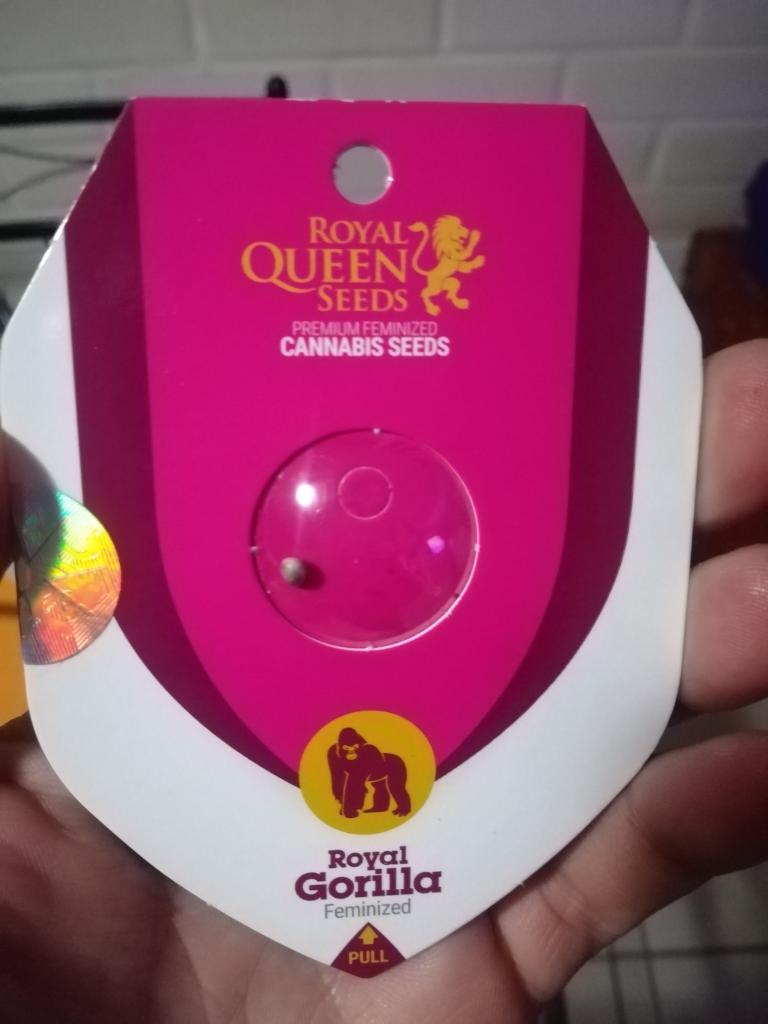 ROYAL
QUEEN
SEEDS
PREMIUM FEMINIZED
CANNABIS SEEDS
Royal
Gorilla
Feminized
PULL